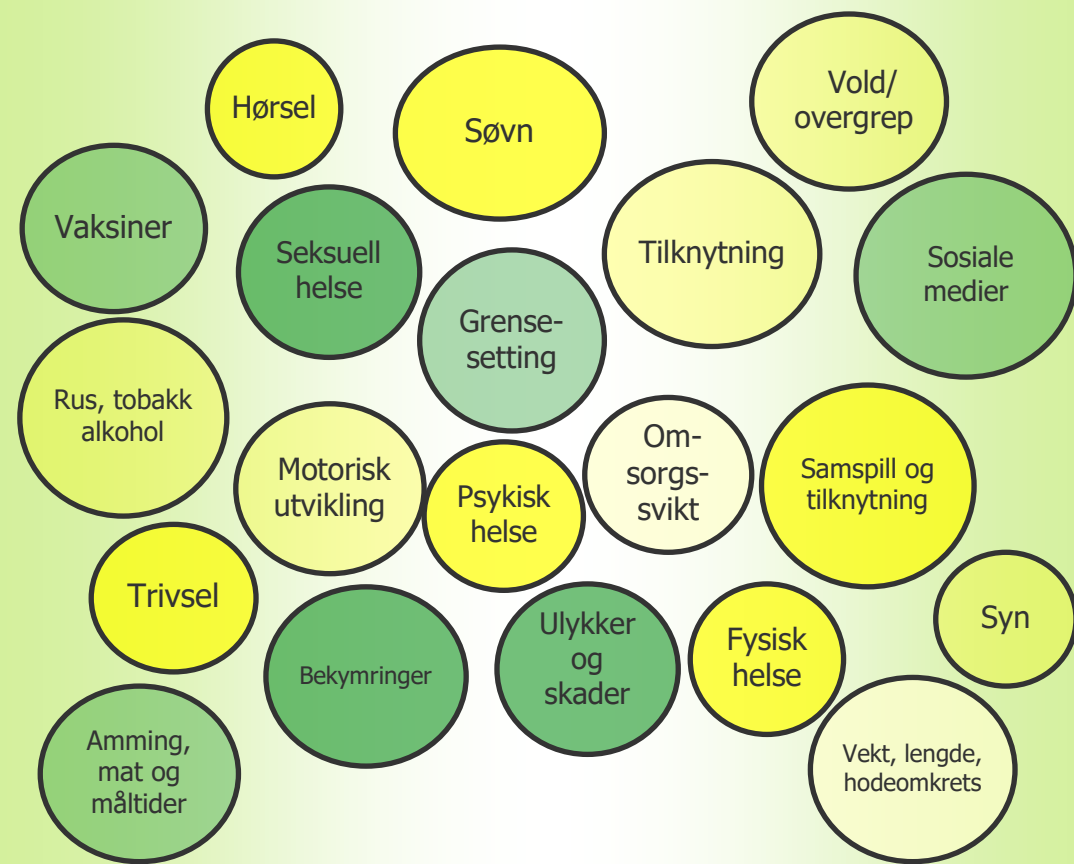 Hørsel
Søvn
Vold/
overgrep
Vaksiner
Seksuell
helse
Tilknytning
Sosiale
medier
Grense-
setting
Rus, tobakk
alkohol
Motorisk
utvikling
Psykisk
helse
Om-
sorgs-
svikt
Samspill og
tilknytning
Trivsel
Bekymringer
Ulykker
og
skader
Fysisk
helse
Syn
Amming,
mat og
måltider
Vekt, lengde,
hodeomkrets